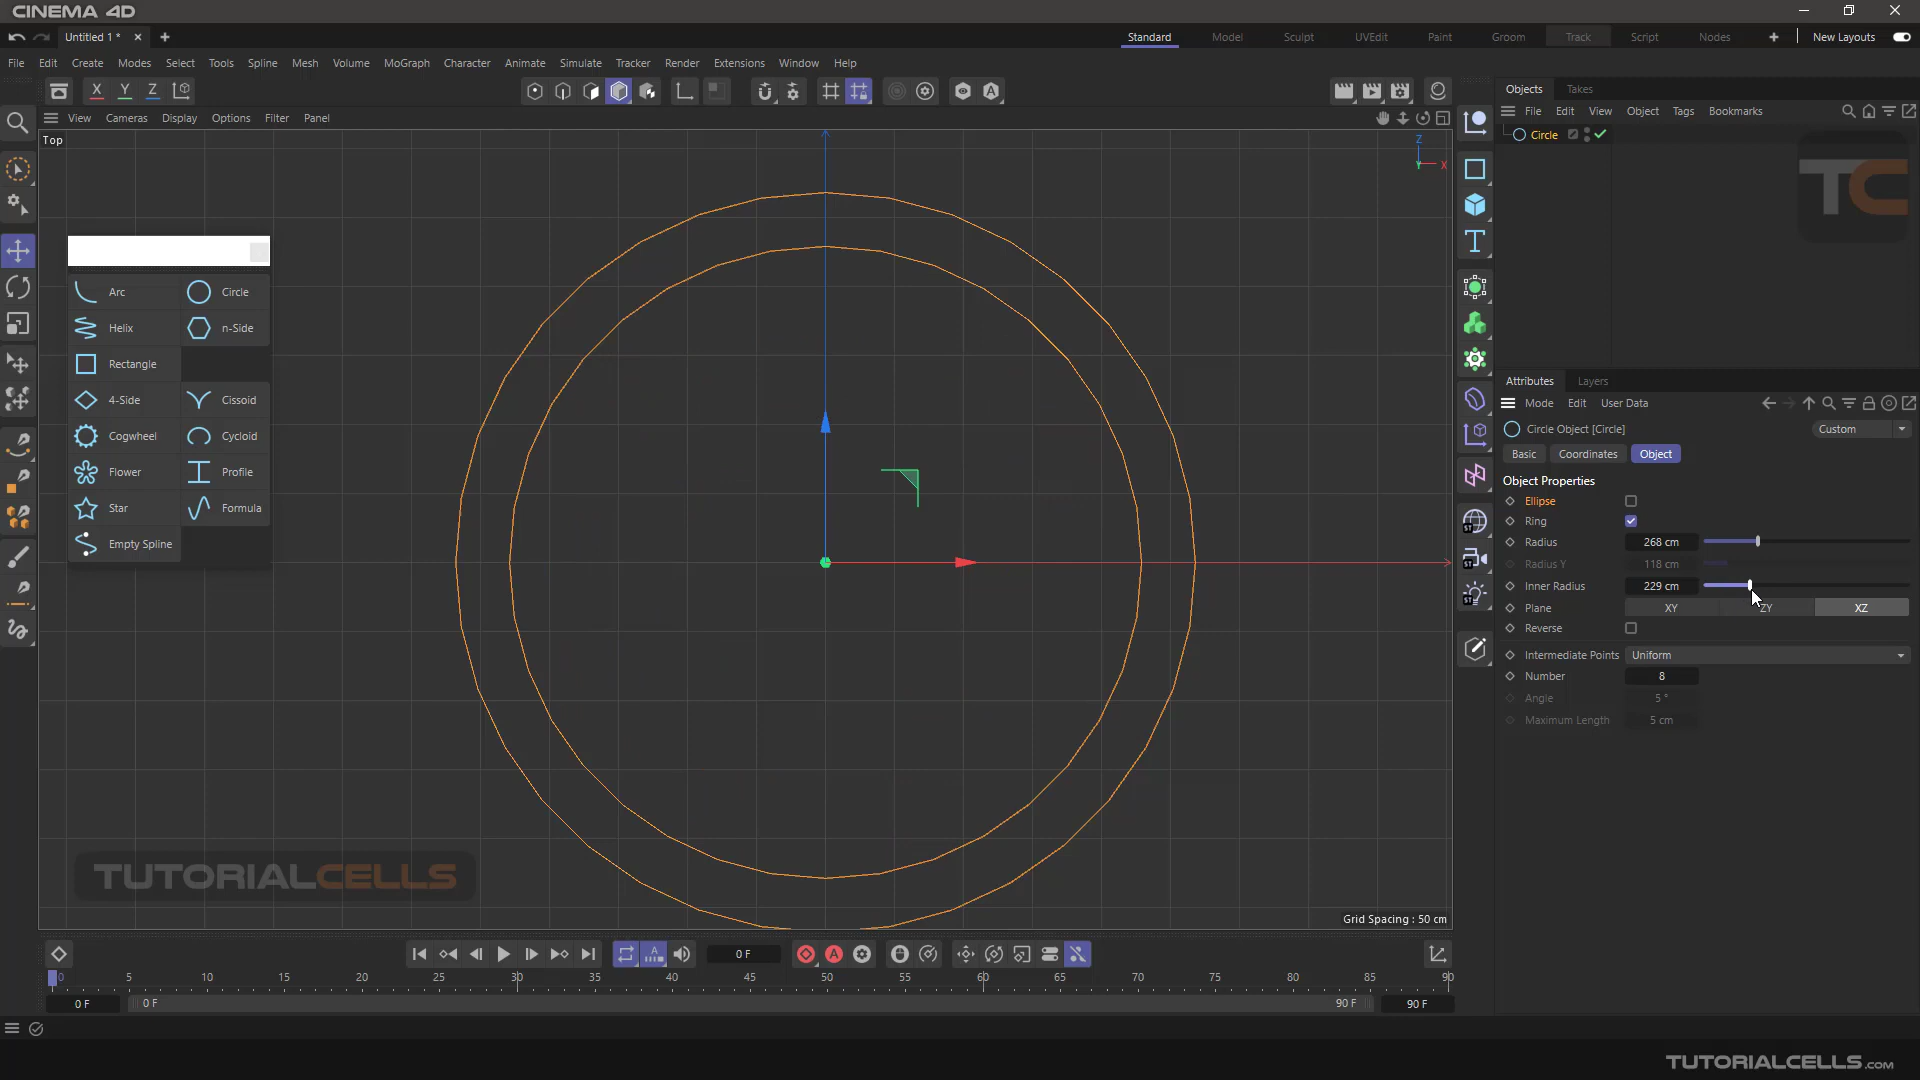 CINEMA 4D
Untitled 1 *
Standard Model Sculpt UVEdit Paint Groom Track Script Nodes New Layouts
File Edit Create Modes Select Tools Spline Mesh Volume MoGraph Character Animate Simulate Tracker Render Extensions Window Help
X Y Z
View Cameras Display Options Filter Panel
Top
Z
Y X
Arc Circle
Helix n-Side
Rectangle
4-Side Cissoid
Cogwheel Cycloid
Flower Profile
Star Formula
Empty Spline
TUTORIALCELLS
Grid Spacing : 50 cm
0 F
0 5 10 15 20 25 30 35 40 45 50 55 60 65 70 75 80 85 90
0 F 0 F 90 F 90 F
Objects Takes
File Edit View Object Tags Bookmarks
Circle
TC
Attributes Layers
Mode Edit User Data
Circle Object [Circle] Custom
Basic Coordinates Object
Object Properties
Ellipse
Ring
Radius 268 cm
Radius Y 118 cm
Inner Radius 229 cm
Plane XY ZY XZ
Reverse
Intermediate Points Uniform
Number 8
Angle 5 °
Maximum Length 5 cm
TUTORIALCELLS.com